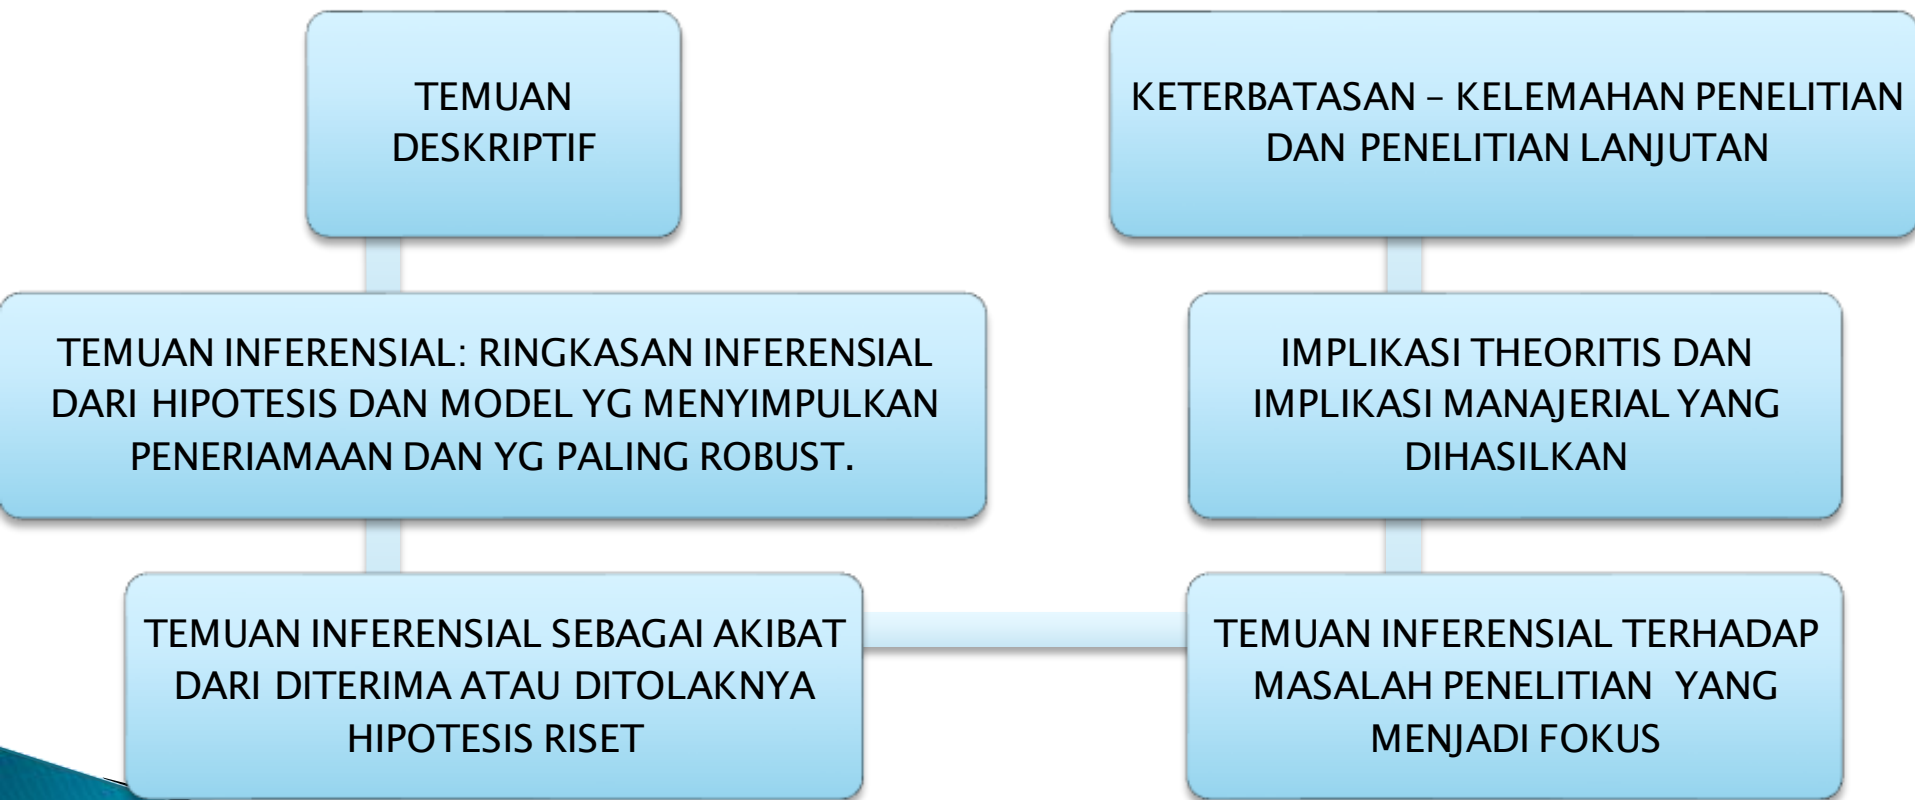 TEMUAN
DESKRIPTIF
TEMUAN INFERENSIAL: RINGKASAN INFERENSIAL
DARI HIPOTESIS DAN MODEL YG MENYIMPULKAN
PENERIAMAAN DAN YG PALING ROBUST.
TEMUAN INFERENSIAL SEBAGAI AKIBAT
DARI DITERIMA ATAU DITOLAKNYA
HIPOTESIS RISET
TEMUAN INFERENSIAL TERHADAP
MASALAH PENELITIAN YANG
MENJADI FOKUS
IMPLIKASI THEORITIS DAN
IMPLIKASI MANAJERIAL YANG
DIHASILKAN
KETERBATASAN – KELEMAHAN PENELITIAN
DAN PENELITIAN LANJUTAN